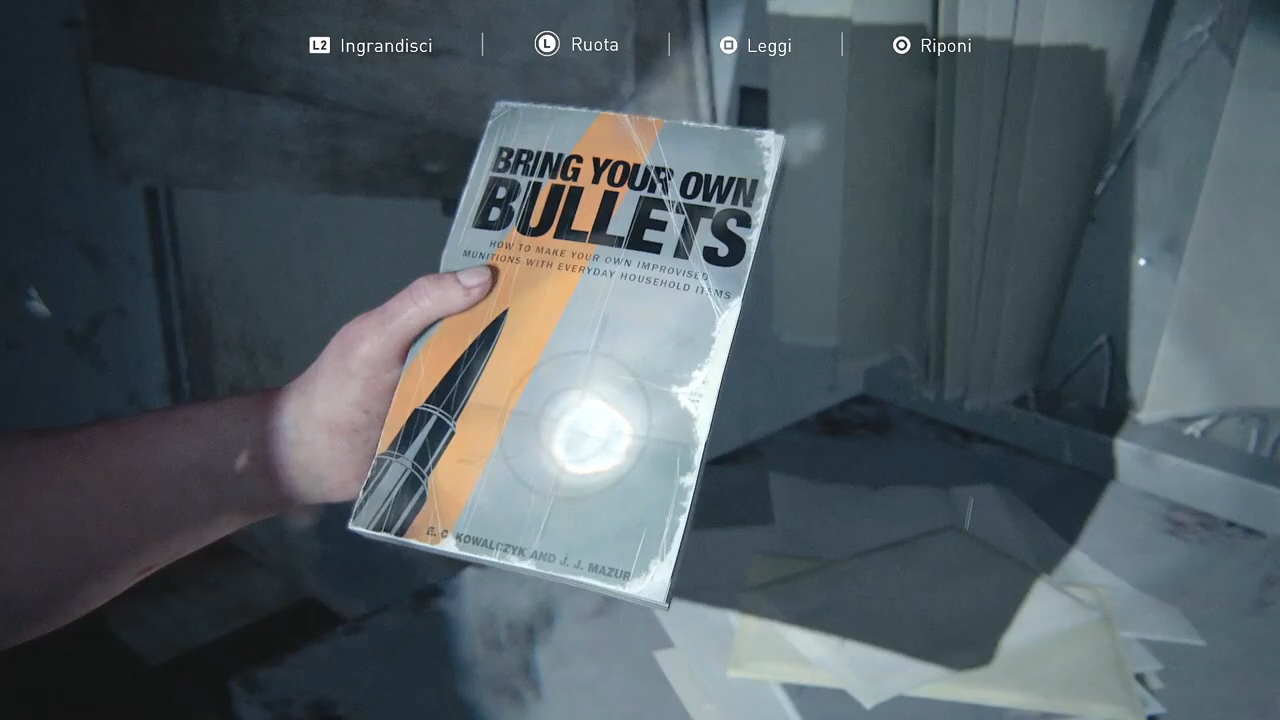 L2 Ingrandisci
L Ruota
Leggi
Riponi
BRING YOUR OWN
BULLETS
HOW TO MAKE YOUR OWN IMPROVISED
MUNITIONS WITH EVERYDAY HOUSEHOLD ITEMS
E. C. KOWALCZYK AND J. J. MAZUR